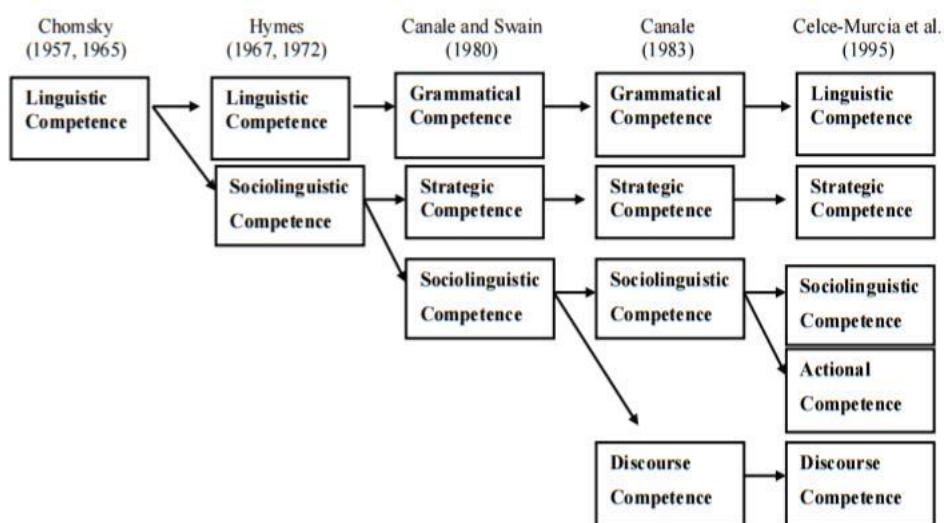 Chomsky
(1957, 1965)
Hymes
(1967, 1972)
Canale and Swain
(1980)
Canale
(1983)
Celce-Murcia et al.
(1995)
Linguistic
Competence
Linguistic
Competence
Grammatical
Competence
Grammatical
Competence
Linguistic
Competence
Sociolinguistic
Competence
Strategic
Competence
Strategic
Competence
Strategic
Competence
Sociolinguistic
Competence
Sociolinguistic
Competence
Sociolinguistic
Competence
Actional
Competence
Discourse
Competence
Discourse
Competence